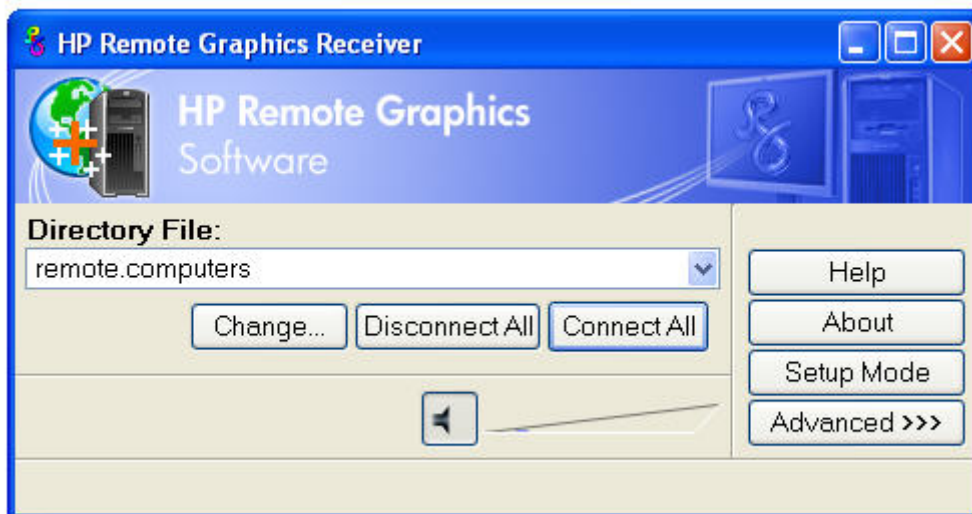 HP Remote Graphics Receiver
HP Remote Graphics
Software
Directory File:
remote.computers
Change...
Disconnect All
Connect All
Help
About
Setup Mode
Advanced >>>